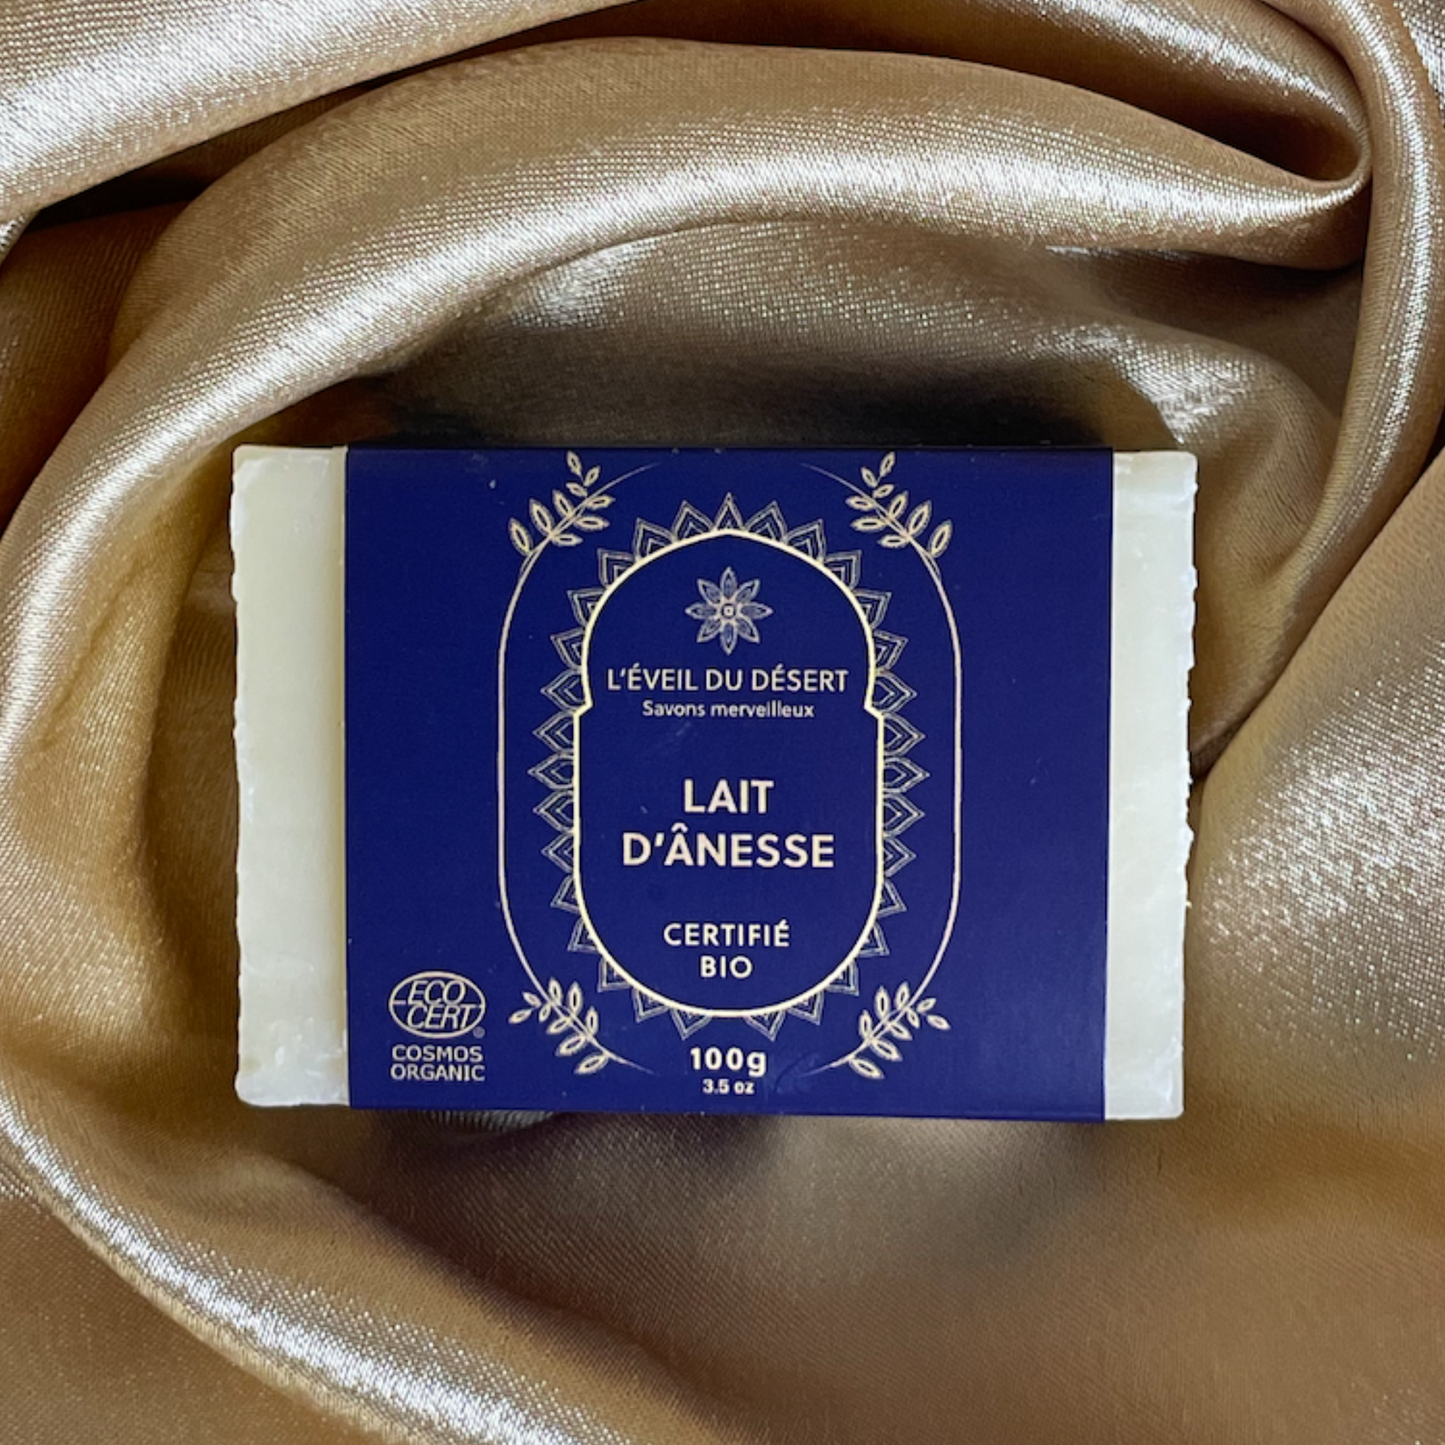 L'ÉVEIL DU DÉSERT
Savons merveilleux
LAIT
D'ÂNESSE
CERTIFIÉ
BIO
ECO
CERT®
COSMOS
ORGANIC
100g
3.5 oz